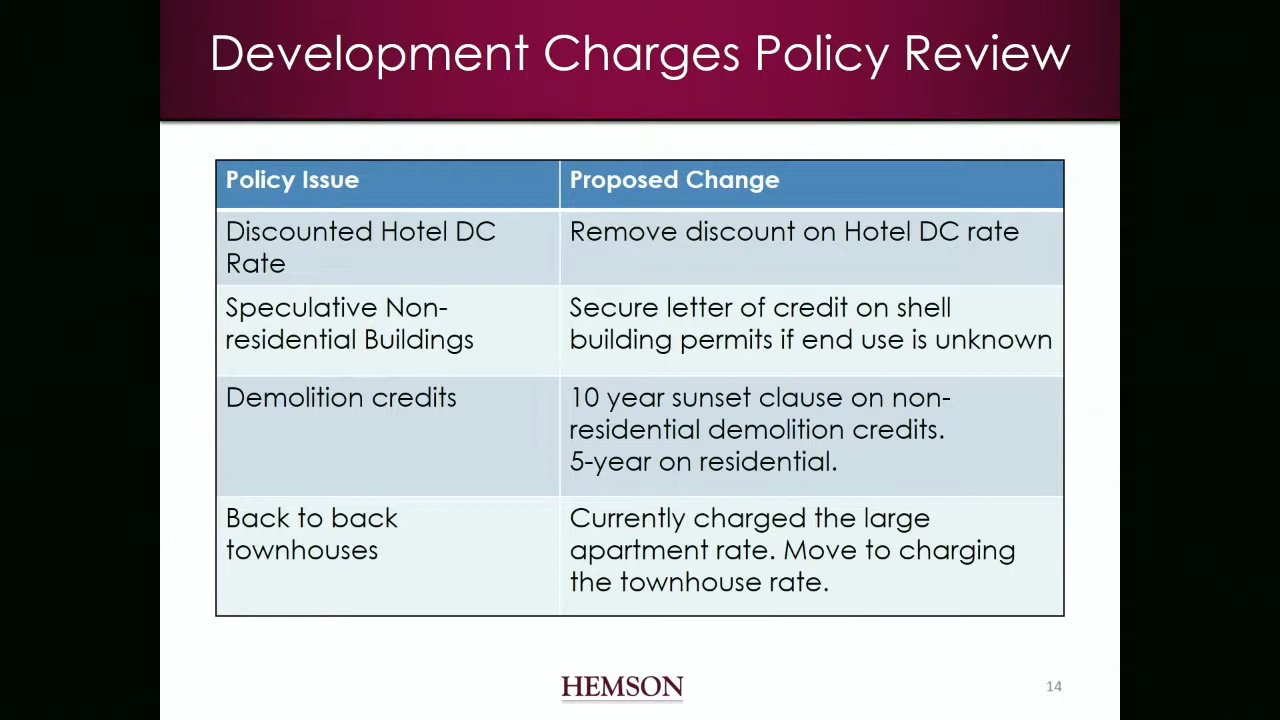 Development Charges Policy Review
Policy Issue
Proposed Change
Discounted Hotel DC
Rate
Remove discount on Hotel DC rate
Speculative Non-
residential Buildings
Secure letter of credit on shell
building permits if end use is unknown
Demolition credits
10 year sunset clause on non-
residential demolition credits.
5-year on residential.
Back to back
townhouses
Currently charged the large
apartment rate. Move to charging
the townhouse rate.
HEMSON
14